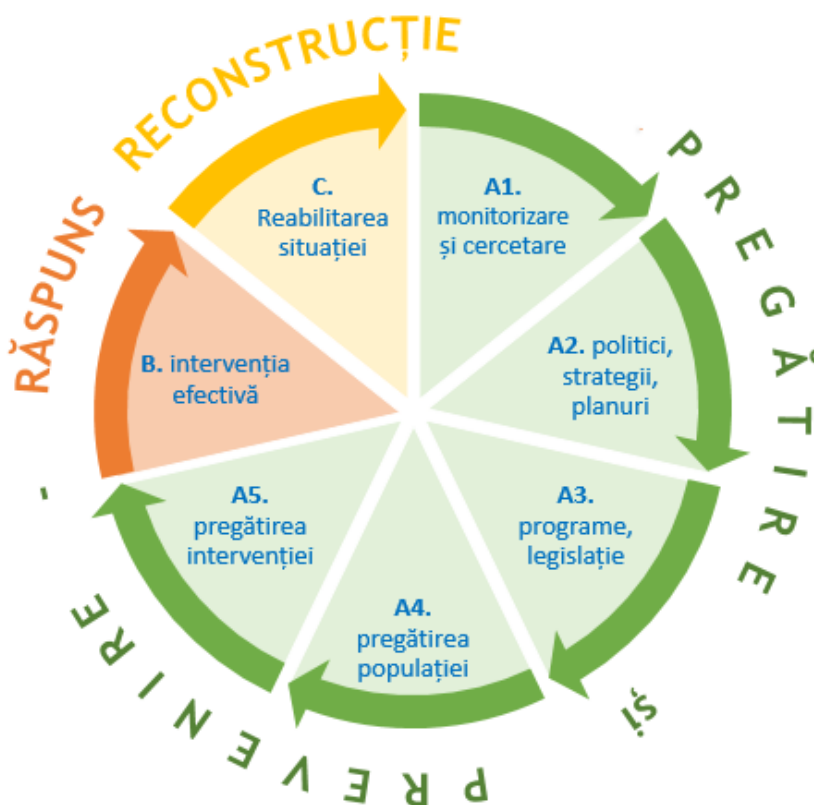 RECONSTRUCȚIE
PREGĂTIRE
ȘI
PREVENIRE
-
RĂSPUNS
A1.
monitorizare
și cercetare
A2. politici,
strategii,
planuri
A3.
programe,
legislație
A4.
pregătirea
populației
A5.
pregătirea
intervenției
B. intervenția
efectivă
C.
Reabilitarea
situației